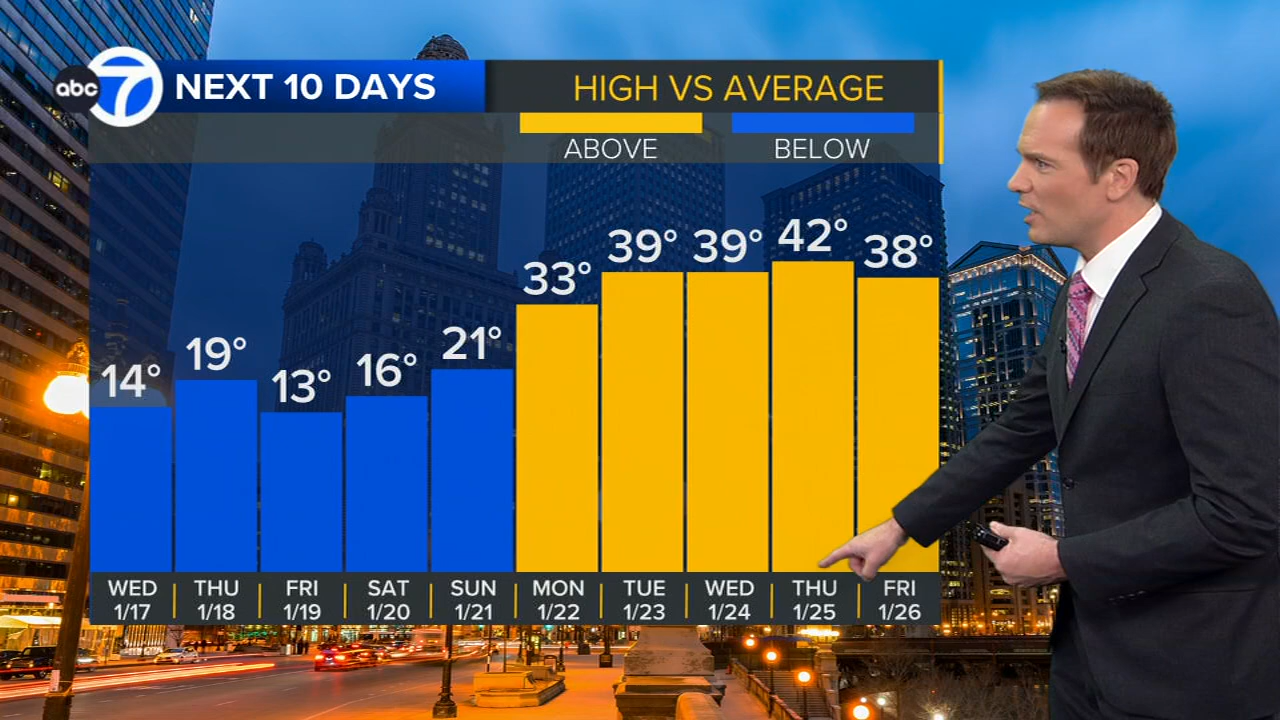 abc 7 NEXT 10 DAYS
HIGH VS AVERAGE
ABOVE BELOW
14° 19° 13° 16° 21° 33° 39° 39° 42° 38°
WED THU FRI SAT SUN MON TUE WED THU FRI
1/17 1/18 1/19 1/20 1/21 1/22 1/23 1/24 1/25 1/26